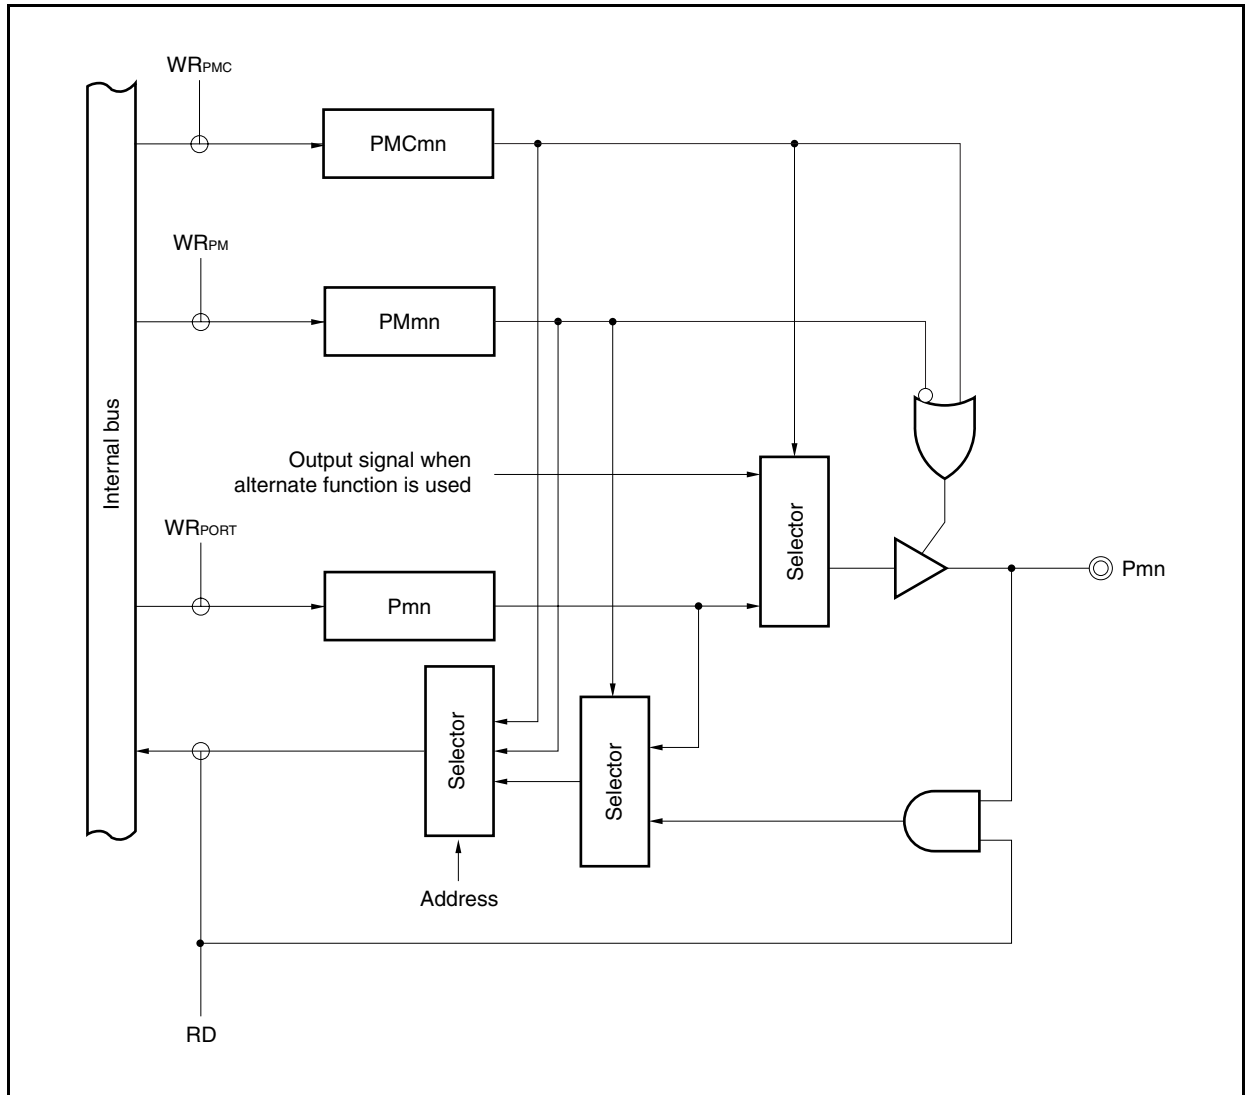 WRPMC
PMCmn
WRPM
PMmn
Internal bus
Output signal when
alternate function is used
Selector
WRPORT
Pmn
Pmn
Selector
Selector
Address
RD